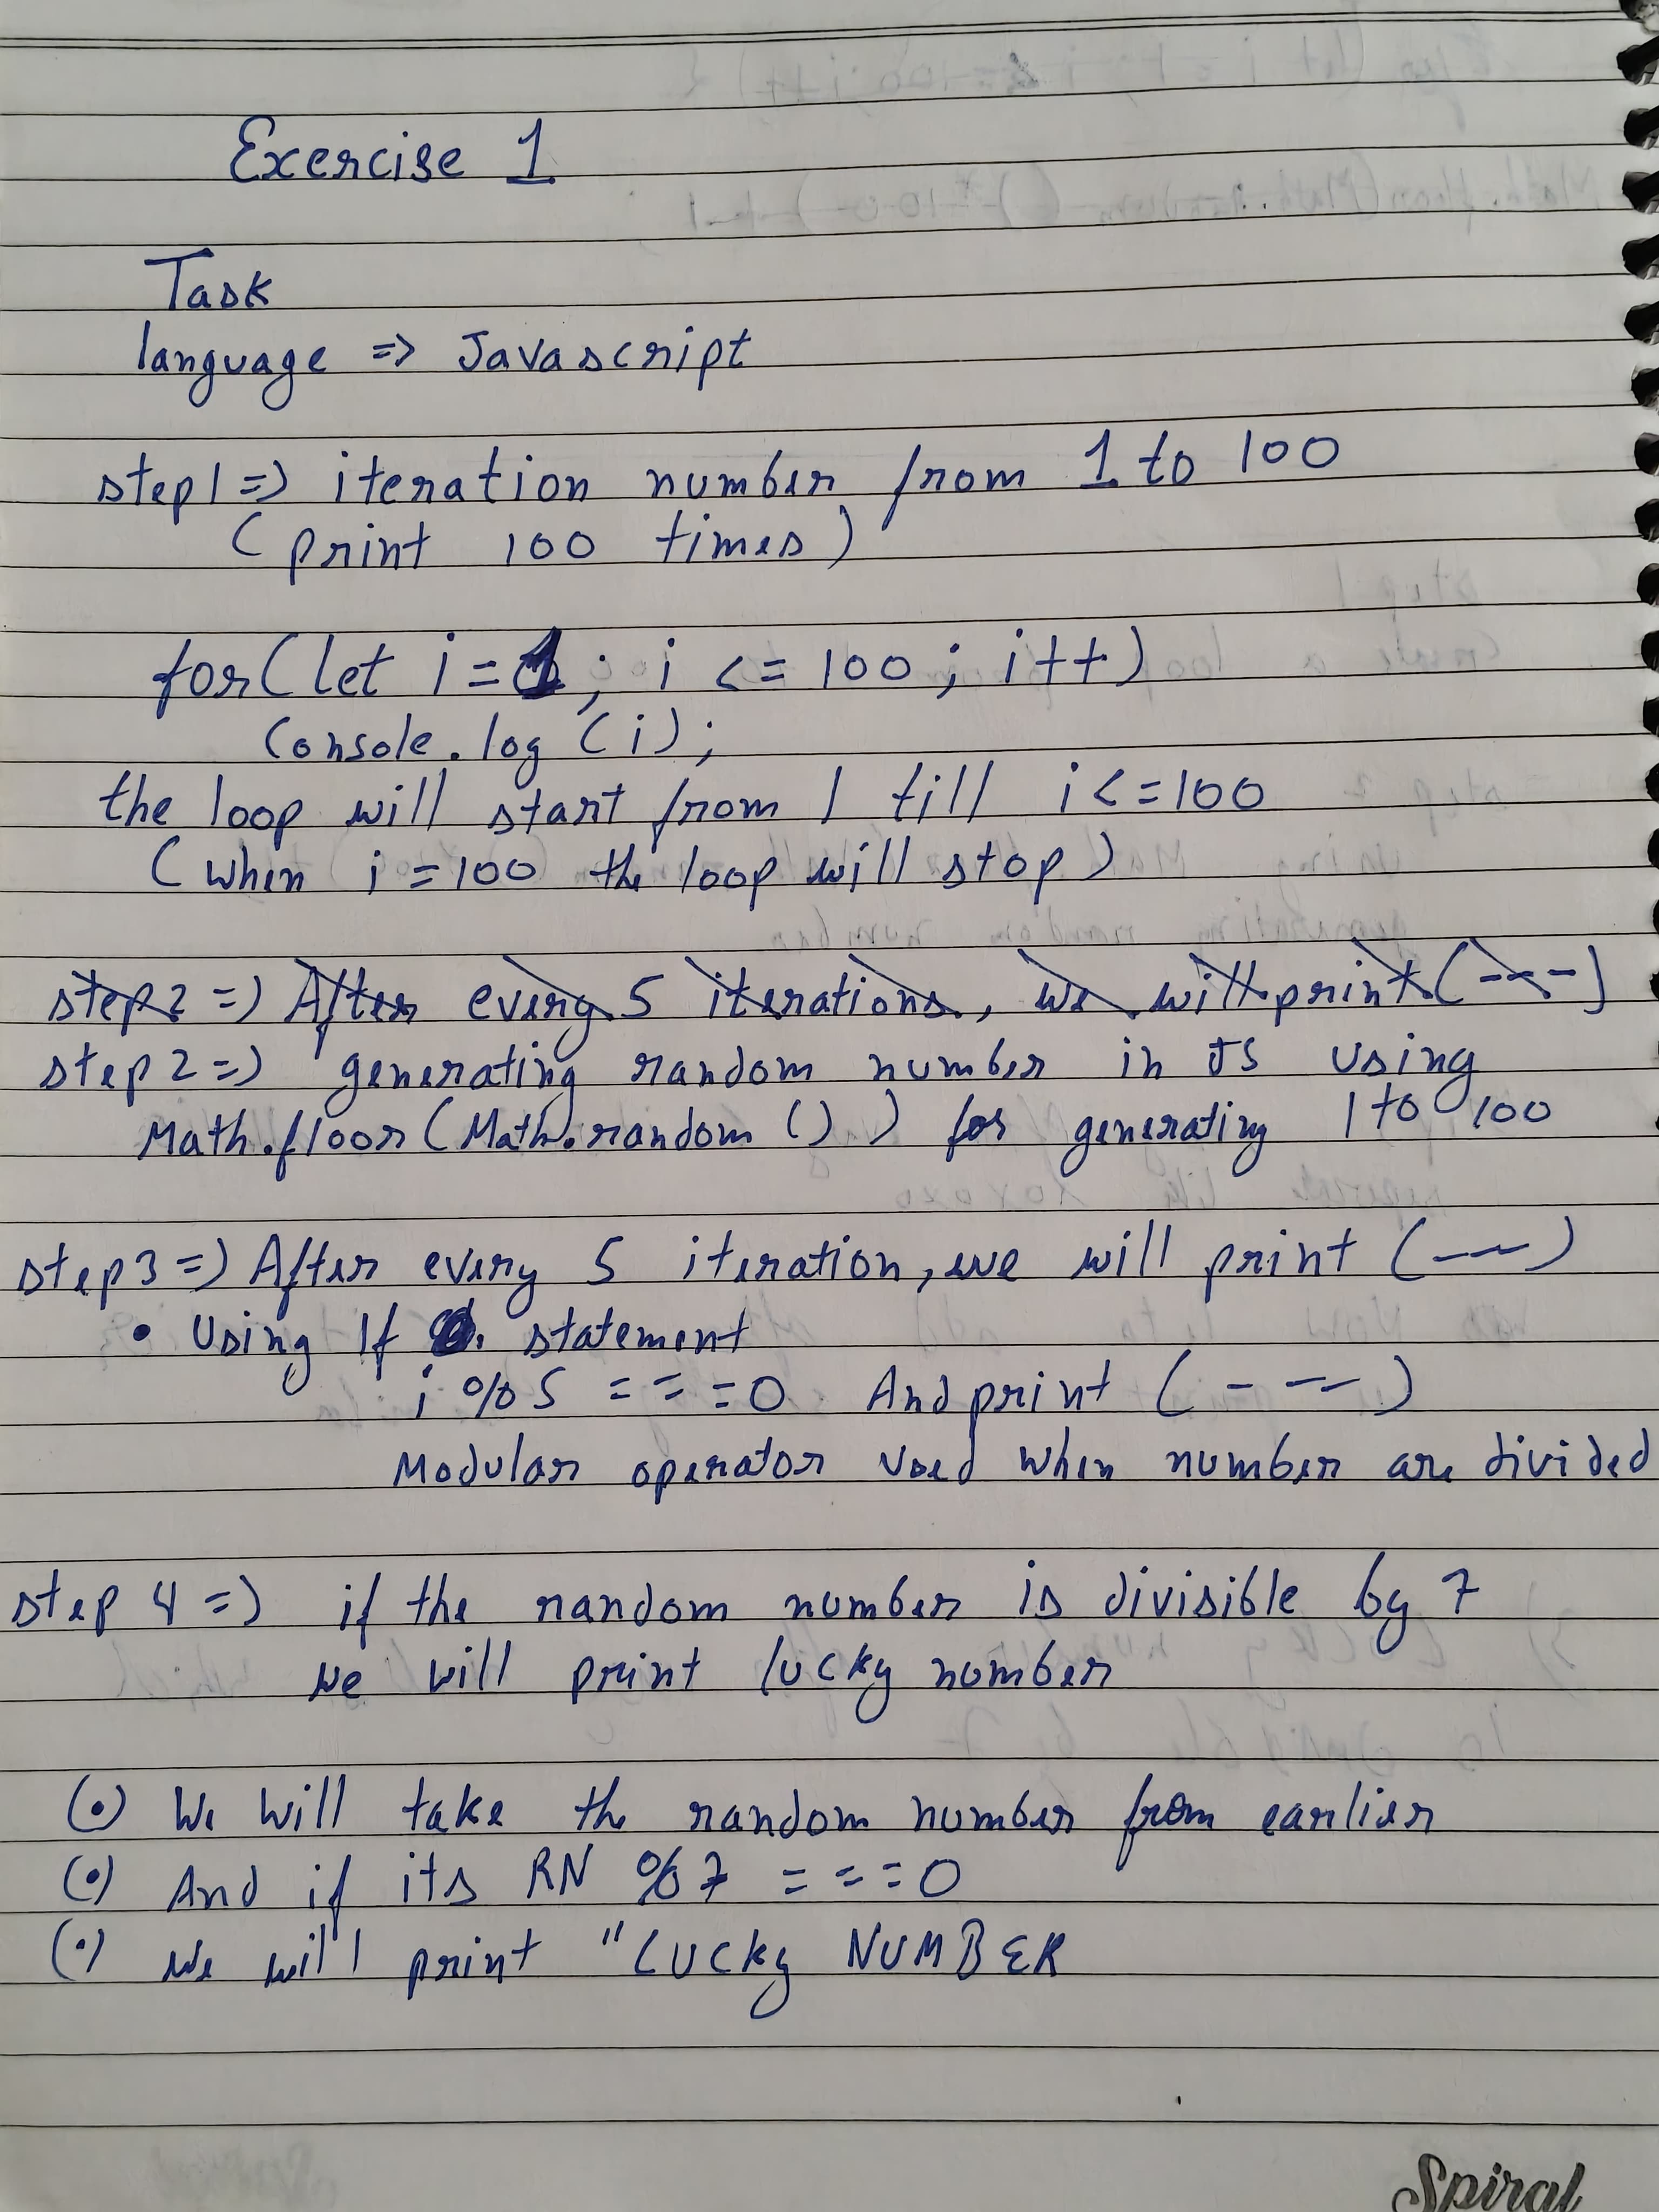 Exercise 1
Task
language => Javascript
step1 => iteration number from 1 to 100
(print 100 times)
for(let i=1; i <= 100; i++)
Console.log(i);
the loop will start from 1 till i<=100
(when i=100 the loop will stop)
step2 => After every 5 iterations, we will print (---)
step2 => generating random number in JS using
Math.floor(Math.random()) for generating 1 to 100
step3 => After every 5 iteration, we will print (---)
• Using If statement
i %5 === 0 And print (---)
Modular operator used when number are divided
step 4 => if the random number is divisible by 7
we will print lucky number
(•) We will take the random number from earlier
(•) And if its RN %7 === 0
(•) we will print "Lucky NUMBER
Spiral